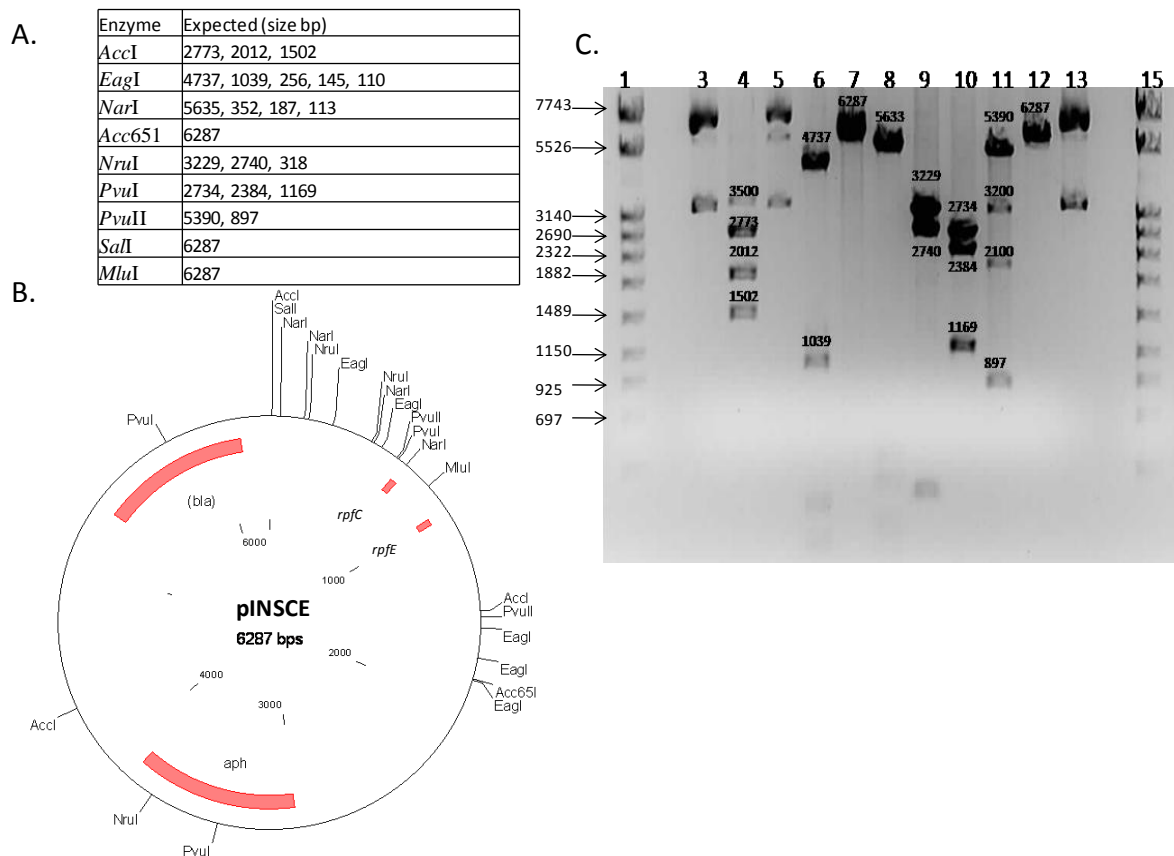 A.
Enzyme Expected (size bp)
AccI 2773, 2012, 1502
EagI 4737, 1039, 256, 145, 110
NarI 5635, 352, 187, 113
Acc651 6287
NruI 3229, 2740, 318
PvuI 2734, 2384, 1169
PvuII 5390, 897
SalI 6287
MluI 6287
B.
AccI
SalI
NarI
NarI
NruI
EagI
NruI
NarI
EagI
PvuII
PvuI
NarI
MluI
AccI
PvuII
EagI
EagI
Acc65I
EagI
PvuI
NruI
AccI
PvuI
(bla)
rpfC
rpfE
aph
6000
1000
2000
3000
4000
pINSCE
6287 bps
C.
1 3 4 5 6 7 8 9 10 11 12 13 15
7743
5526
3140
2690
2322
1882
1489
1150
925
697
3500
2773
2012
1502
4737
1039
6287
5633
3229
2740
2734
2384
1169
5390
3200
2100
897
6287